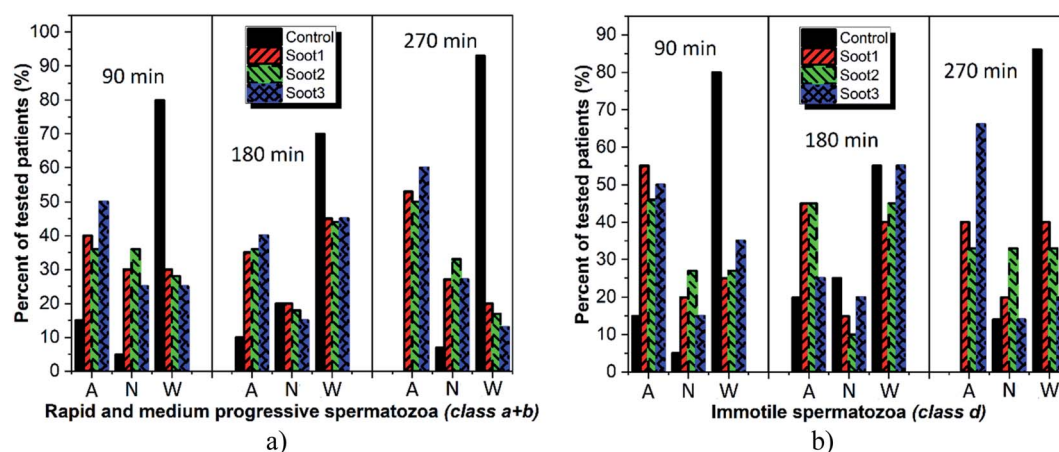 Percent of tested patients (%)
100
90
80
70
60
50
40
30
20
10
0
90 min
180 min
270 min
Control
Soot1
Soot2
Soot3
A N W A N W A N W
Rapid and medium progressive spermatozoa (class a+b)
a)
Percent of tested patients (%)
90
80
70
60
50
40
30
20
10
0
90 min
180 min
270 min
Control
Soot1
Soot2
Soot3
A N W A N W A N W
Immotile spermatozoa (class d)
b)